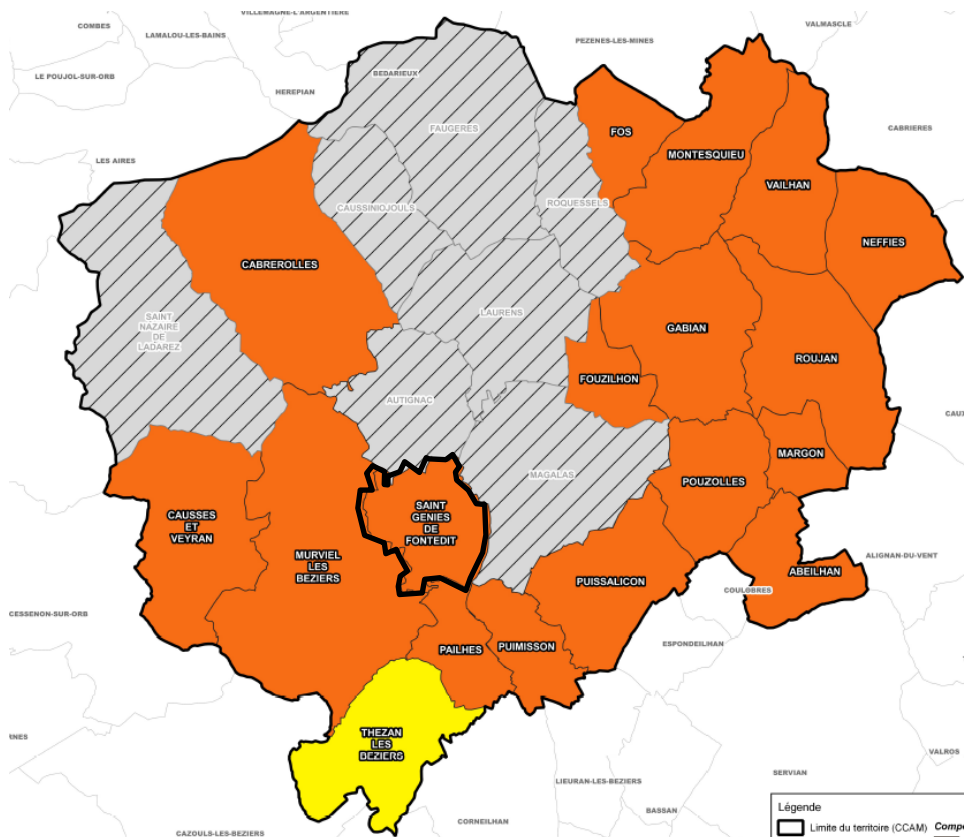 VILLEMAGNE-L'ARGENTIERE
COMBES
VALMASCLE
LAMALOU-LES-BAINS
PEZENES-LES-MINES
LE POUJOL-SUR-ORB
BEDARIEUX
HEREPIAN
FAUGERES
FOS
CABRIERES
MONTESQUIEU
LES AIRES
VAILHAN
ROQUESSELS
CAUSSINIDJOULS
NEFFIES
CABREROLLES
SAINT
NAZAIRE
DE
LADAREZ
LAURENS
GABIAN
ROUJAN
FOUZILHON
AUTIGNAC
CAUX
MARGON
MAGALAS
POUZOLLES
SAINT
GENIES
DE
FONTEDIT
CAUSSES
ET
VEYRAN
MURVIEL
LES
BEZIERS
ALIGNAN-DU-VENT
ABEILHAN
PUISSALICON
COULOBRES
CESSENON-SUR-ORB
ESPONDEILHAN
PAILHES
PUIMISSON
THEZAN
LES
BEZIERS
RNES
VALROS
SERVIAN
LIEURAN-LES-BEZIERS
BASSAN
CORNEILHAN
CAZOULS-LES-BEZIERS
Légende
Limite du territoire (CCAM) Compe